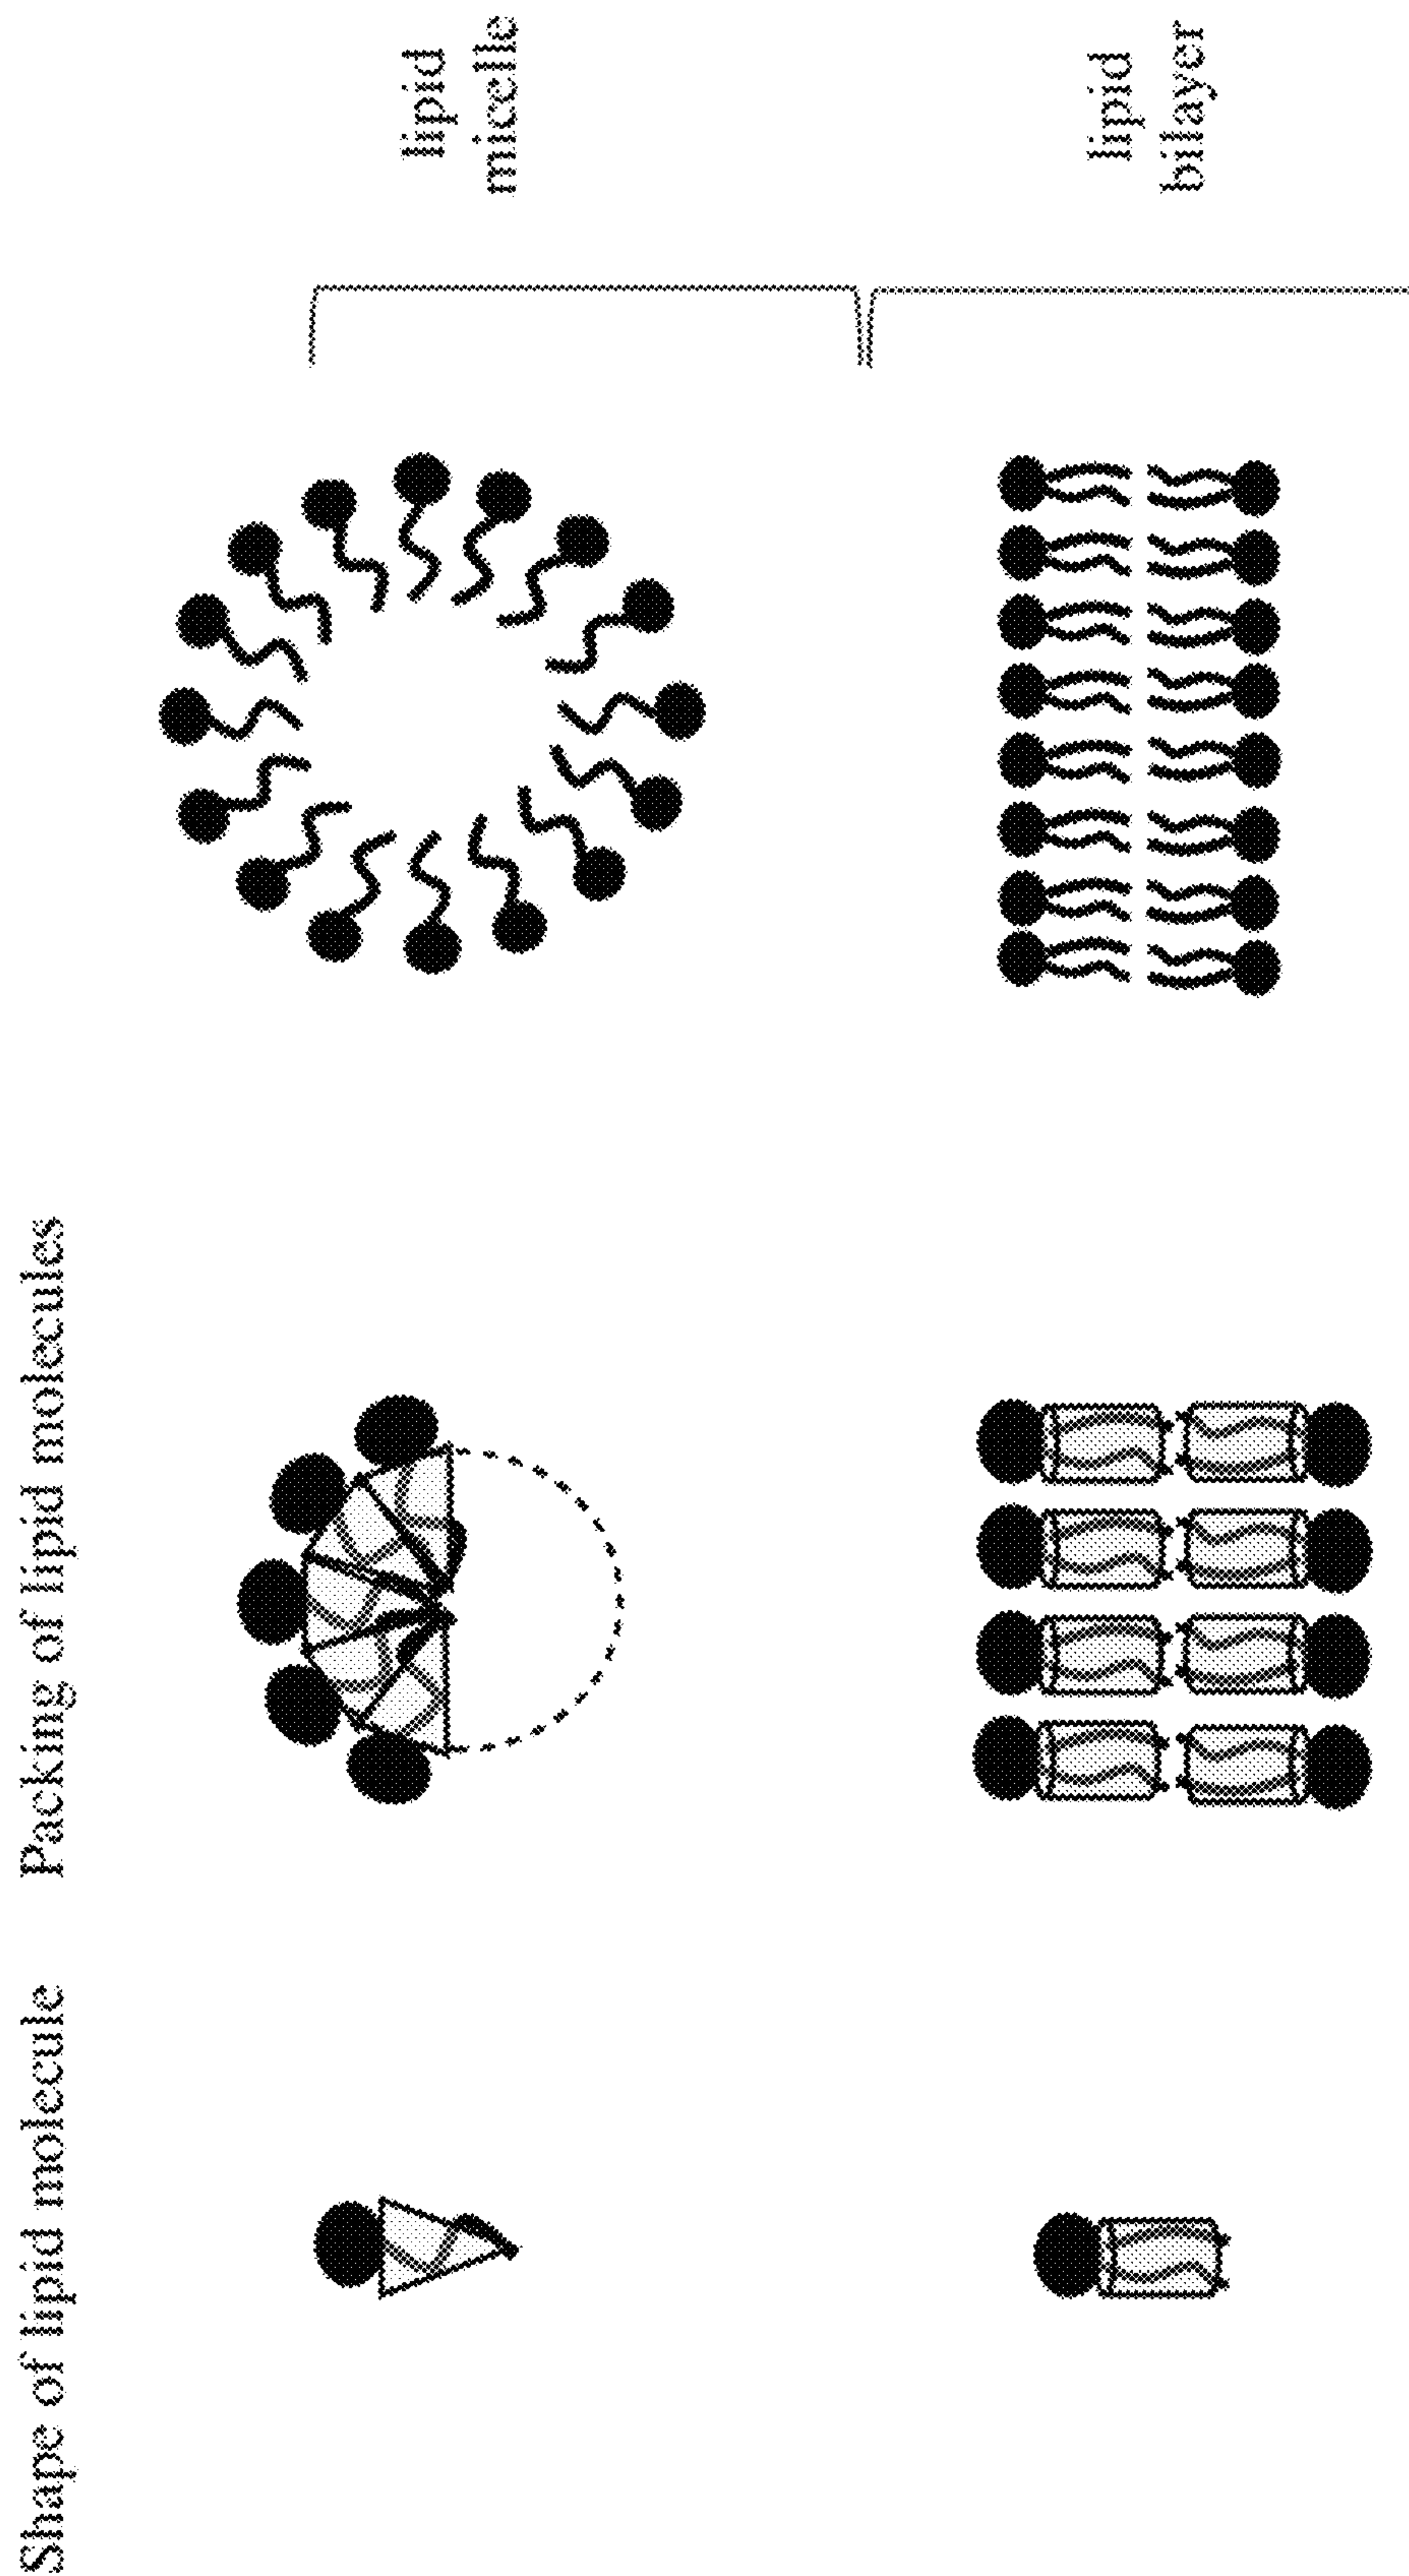 Shape of lipid molecule
Packing of lipid molecules
lipid
micelle
lipid
bilayer